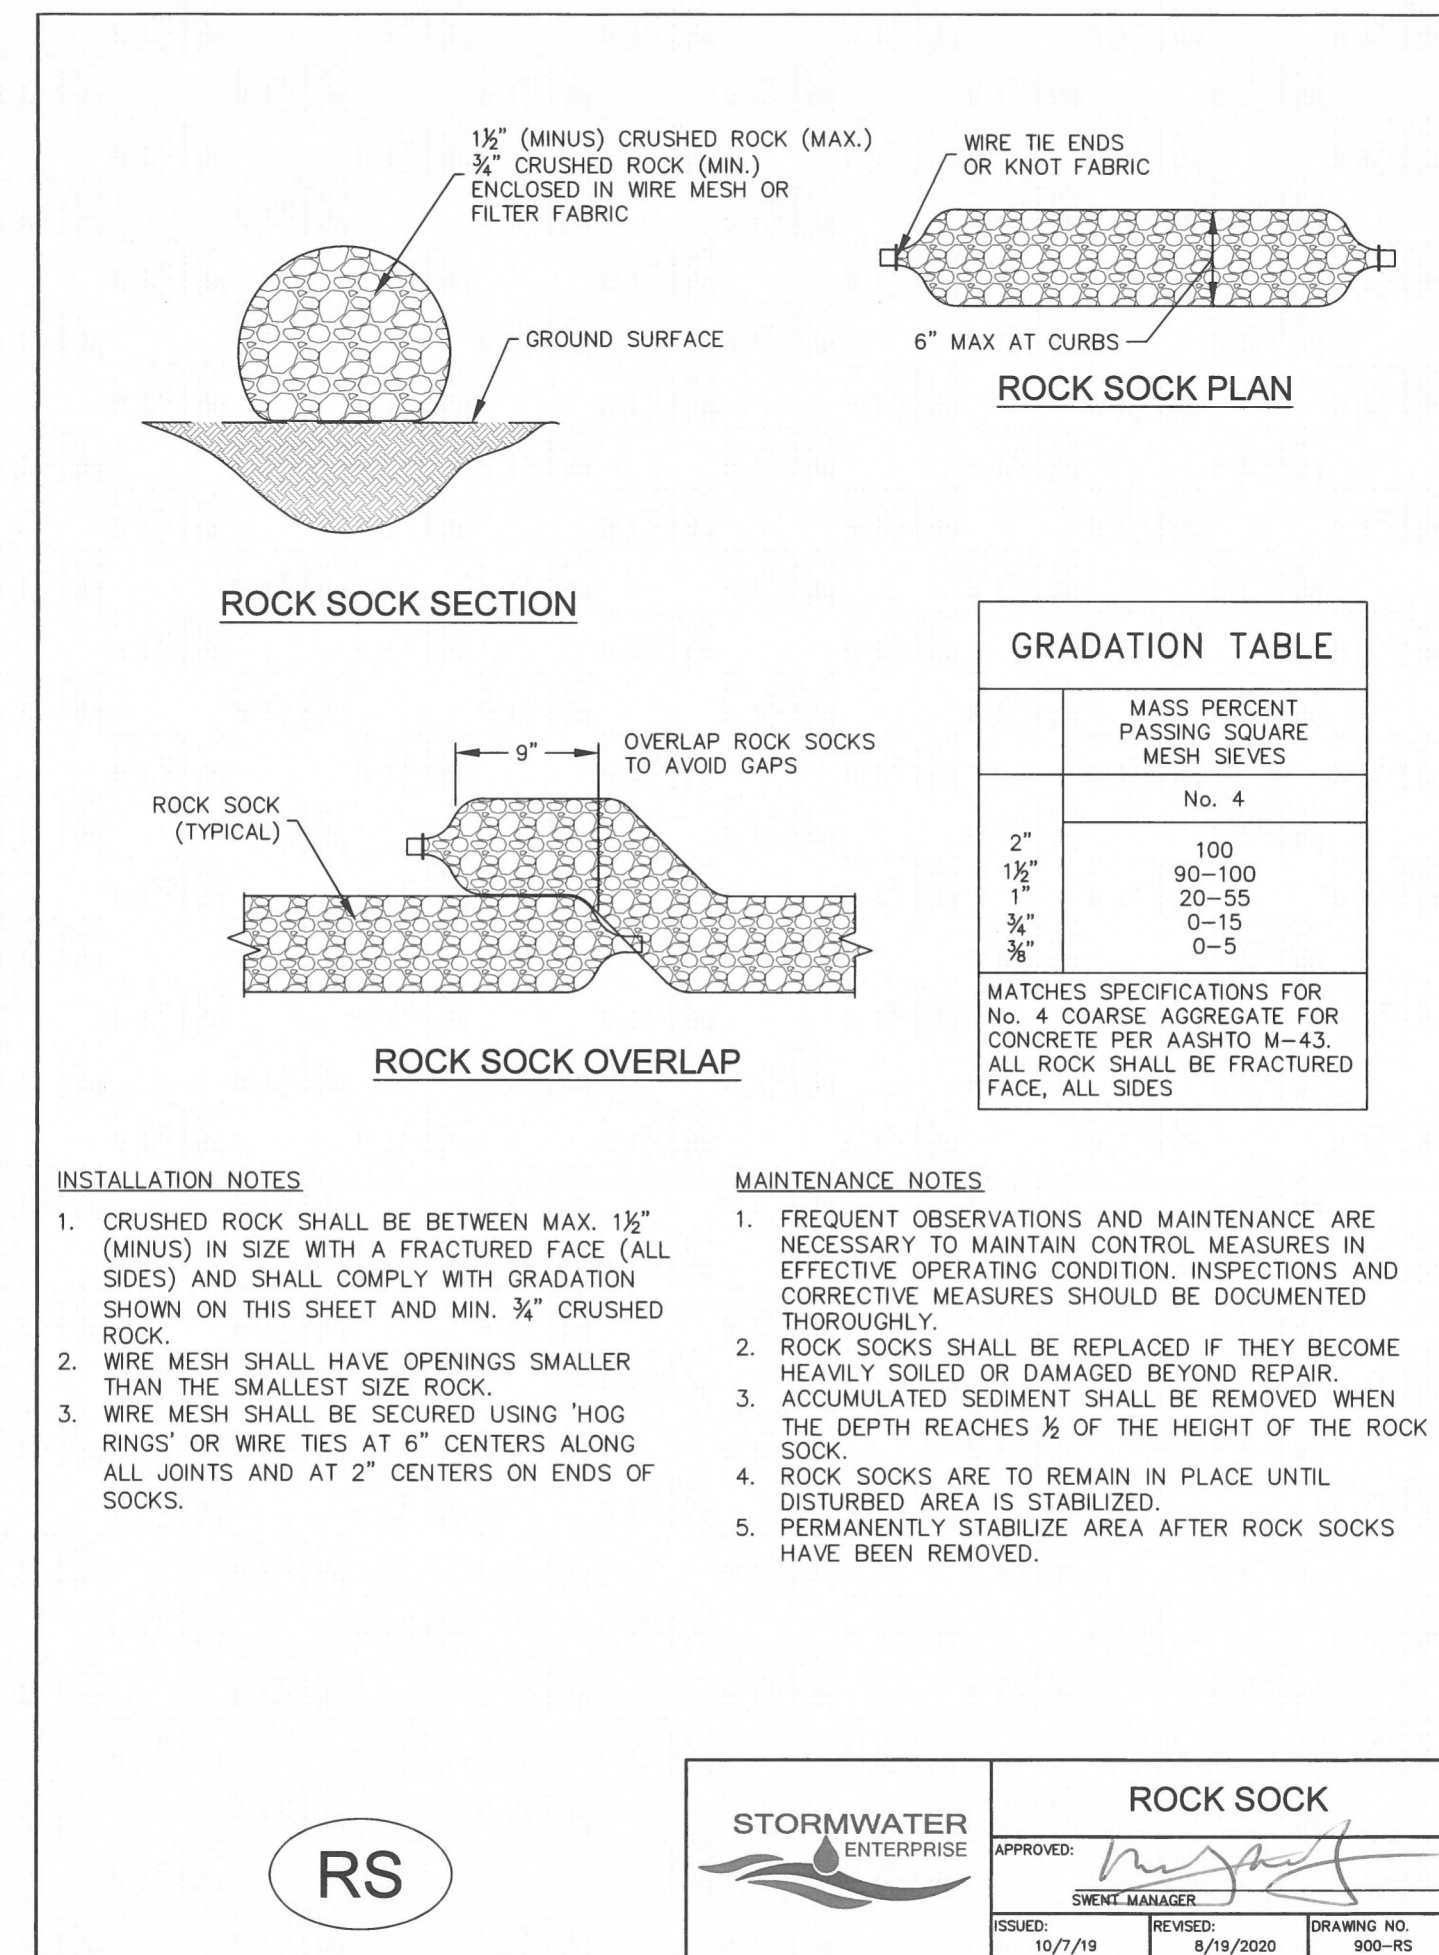 1½" (MINUS) CRUSHED ROCK (MAX.)
¾" CRUSHED ROCK (MIN.)
ENCLOSED IN WIRE MESH OR
FILTER FABRIC
GROUND SURFACE
ROCK SOCK SECTION
WIRE TIE ENDS
OR KNOT FABRIC
6" MAX AT CURBS
ROCK SOCK PLAN
9"
OVERLAP ROCK SOCKS
TO AVOID GAPS
ROCK SOCK
(TYPICAL)
ROCK SOCK OVERLAP
GRADATION TABLE
MASS PERCENT
PASSING SQUARE
MESH SIEVES
No. 4
2" 100
1½" 90-100
1" 20-55
¾" 0-15
⅜" 0-5
MATCHES SPECIFICATIONS FOR
No. 4 COARSE AGGREGATE FOR
CONCRETE PER AASHTO M-43.
ALL ROCK SHALL BE FRACTURED
FACE, ALL SIDES
INSTALLATION NOTES
1. CRUSHED ROCK SHALL BE BETWEEN MAX. 1½"
(MINUS) IN SIZE WITH A FRACTURED FACE (ALL
SIDES) AND SHALL COMPLY WITH GRADATION
SHOWN ON THIS SHEET AND MIN. ¾" CRUSHED
ROCK.
2. WIRE MESH SHALL HAVE OPENINGS SMALLER
THAN THE SMALLEST SIZE ROCK.
3. WIRE MESH SHALL BE SECURED USING 'HOG
RINGS' OR WIRE TIES AT 6" CENTERS ALONG
ALL JOINTS AND AT 2" CENTERS ON ENDS OF
SOCKS.
MAINTENANCE NOTES
1. FREQUENT OBSERVATIONS AND MAINTENANCE ARE
NECESSARY TO MAINTAIN CONTROL MEASURES IN
EFFECTIVE OPERATING CONDITION. INSPECTIONS AND
CORRECTIVE MEASURES SHOULD BE DOCUMENTED
THOROUGHLY.
2. ROCK SOCKS SHALL BE REPLACED IF THEY BECOME
HEAVILY SOILED OR DAMAGED BEYOND REPAIR.
3. ACCUMULATED SEDIMENT SHALL BE REMOVED WHEN
THE DEPTH REACHES ½ OF THE HEIGHT OF THE ROCK
SOCK.
4. ROCK SOCKS ARE TO REMAIN IN PLACE UNTIL
DISTURBED AREA IS STABILIZED.
5. PERMANENTLY STABILIZE AREA AFTER ROCK SOCKS
HAVE BEEN REMOVED.
RS
STORMWATER
ENTERPRISE
ROCK SOCK
APPROVED:
SWENT MANAGER
ISSUED: REVISED: DRAWING NO.
10/7/19 8/19/2020 900-RS